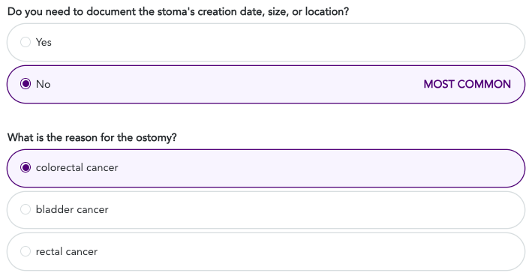 Do you need to document the stoma's creation date, size, or location?
Yes
No MOST COMMON
What is the reason for the ostomy?
colorectal cancer
bladder cancer
rectal cancer